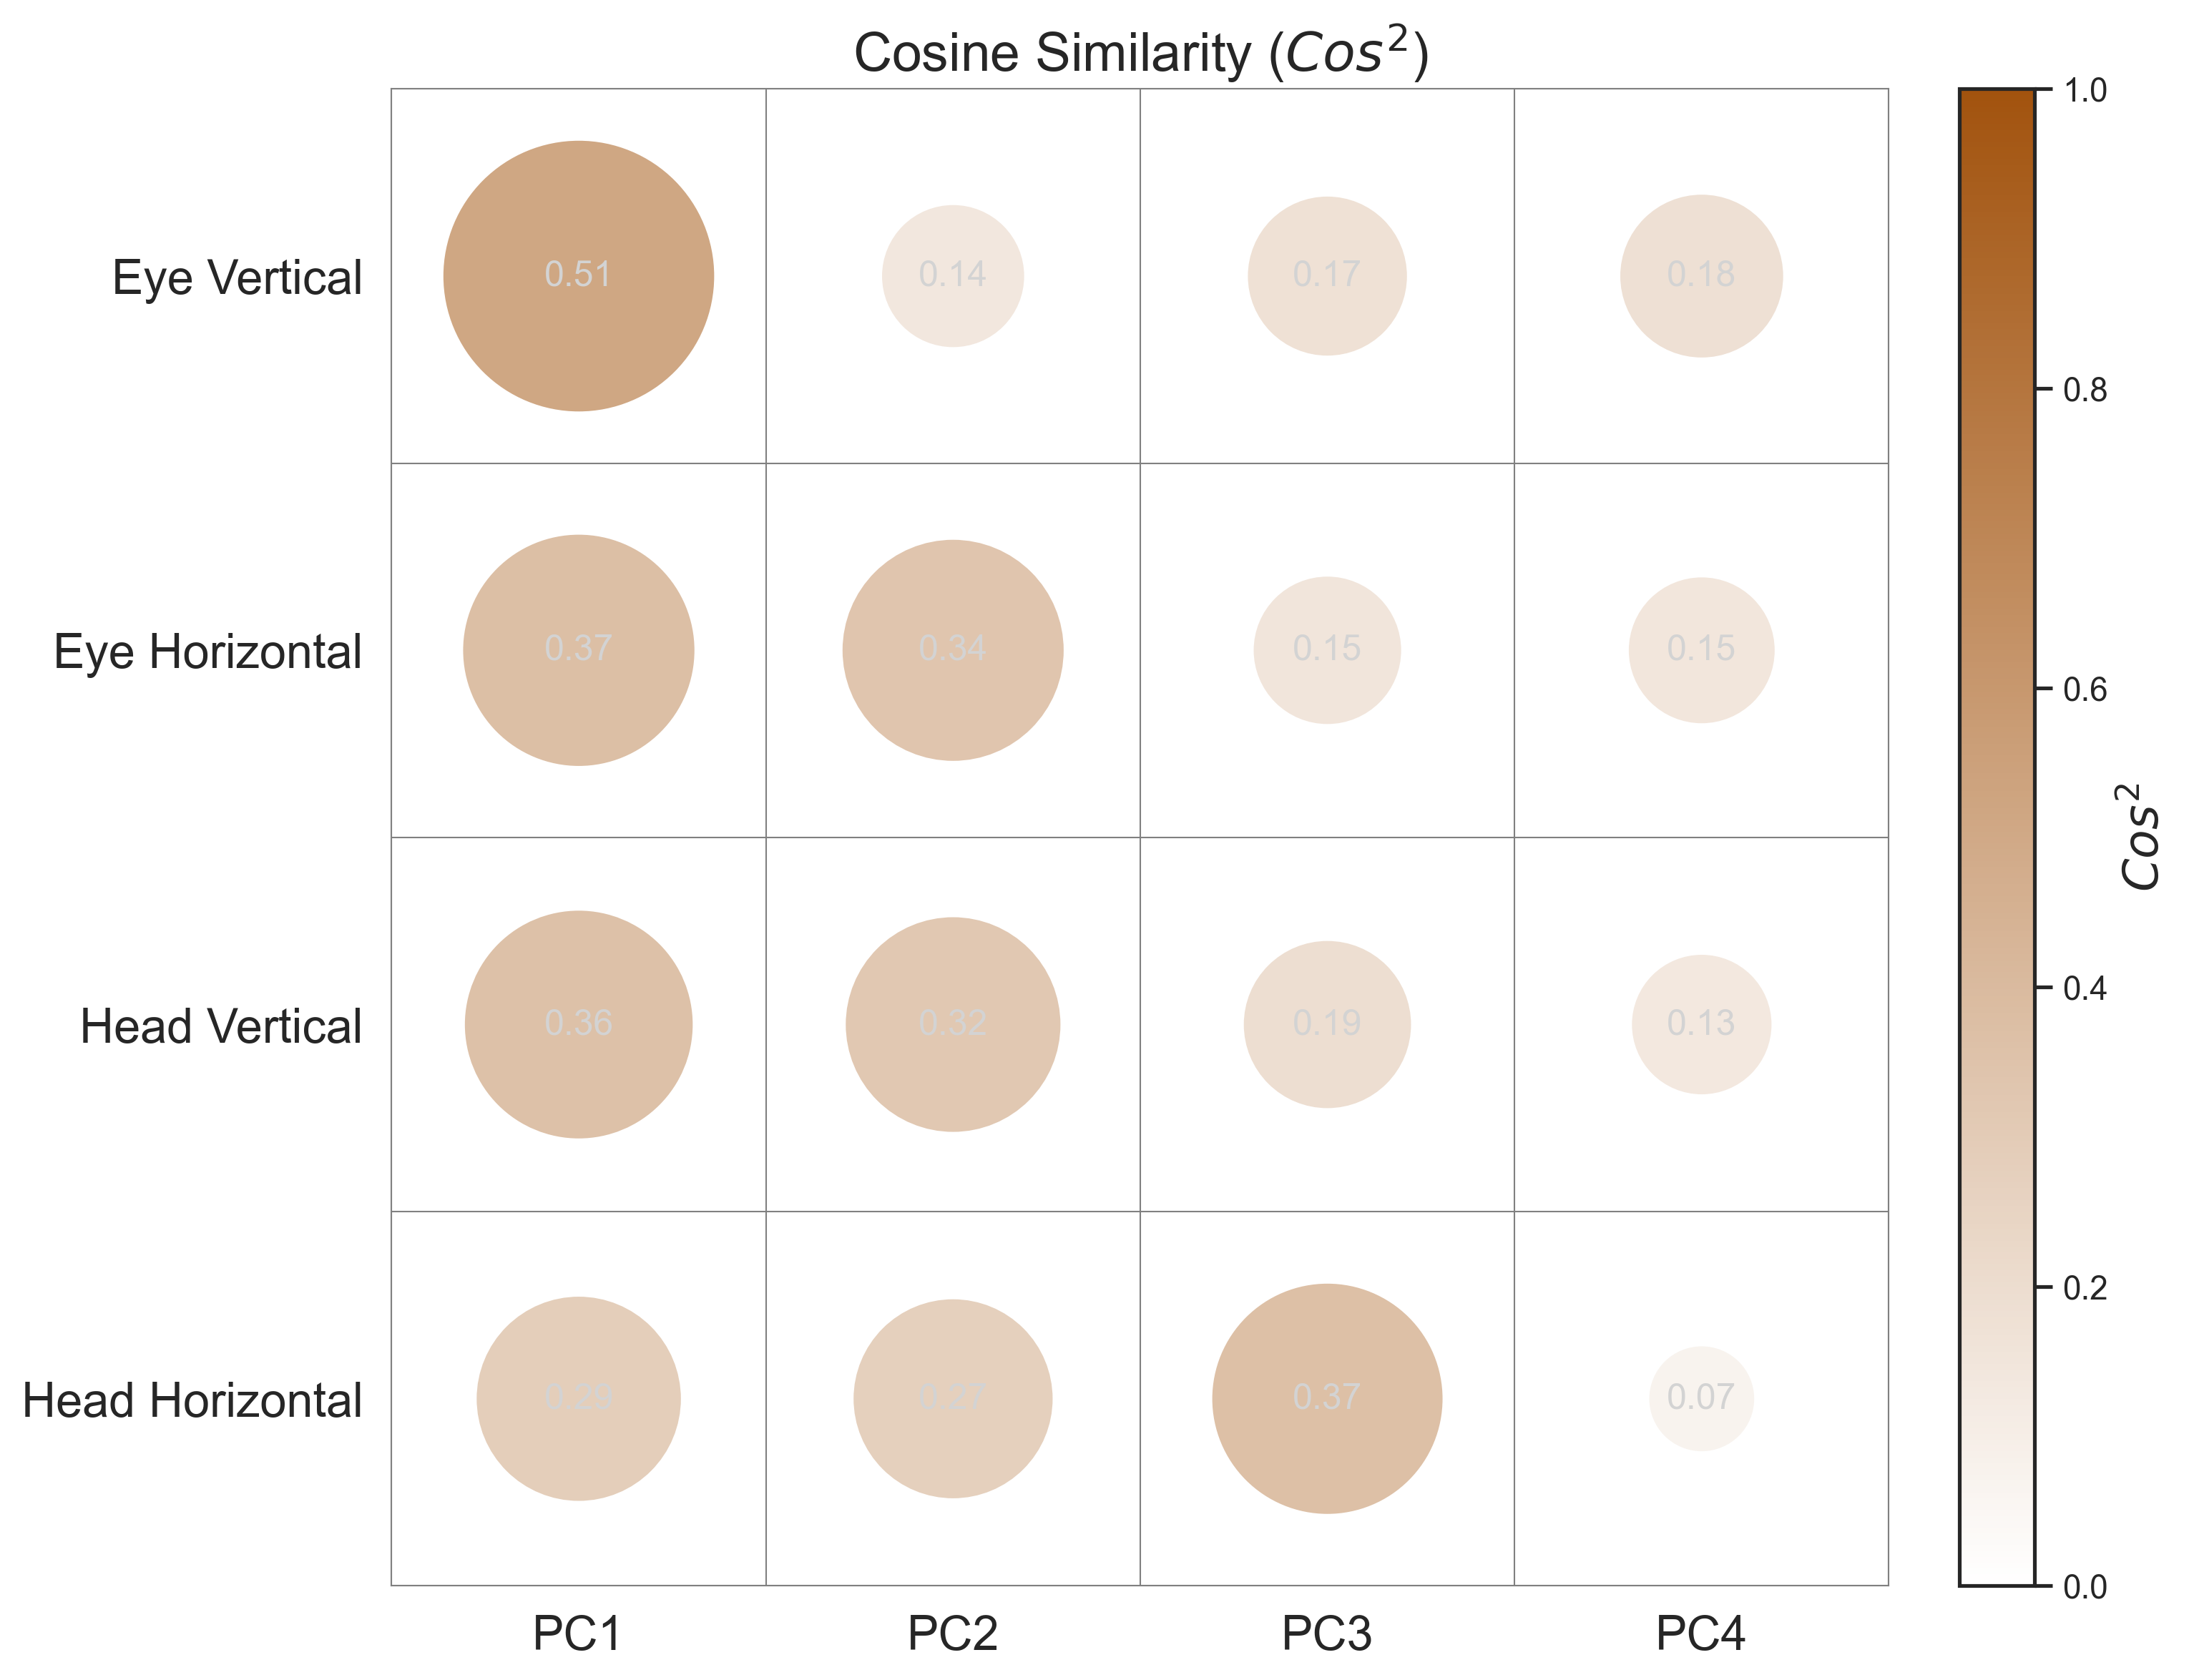 Cosine Similarity (Cos²)
Eye Vertical
0.51
0.14
0.17
0.18
Eye Horizontal
0.37
0.34
0.15
0.15
Head Vertical
0.36
0.32
0.19
0.13
Head Horizontal
0.29
0.27
0.37
0.07
PC1
PC2
PC3
PC4
1.0
0.8
0.6
0.4
0.2
0.0
Cos²